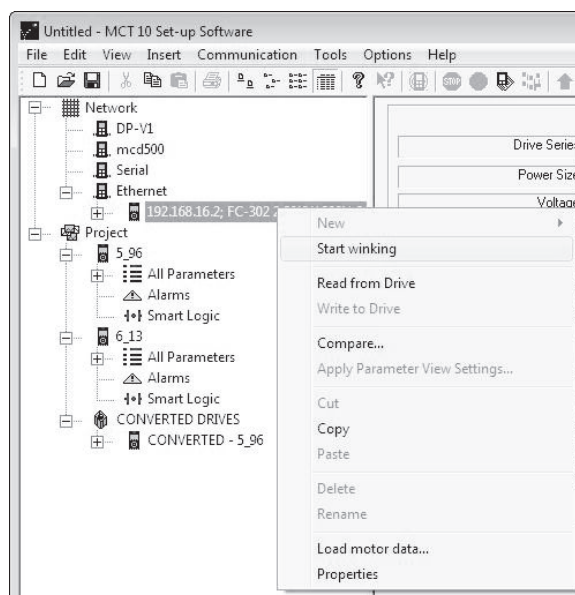 Untitled - MCT 10 Set-up Software
File Edit View Insert Communication Tools Options Help
STOP
Network
DP-V1
mcd500
Serial
Ethernet
192.168.16.2; FC-302
Project
5_96
All Parameters
Alarms
Smart Logic
6_13
All Parameters
Alarms
Smart Logic
CONVERTED DRIVES
CONVERTED - 5_96
Drive Serie
Power Size
Voltage
New
Start winking
Read from Drive
Write to Drive
Compare...
Apply Parameter View Settings...
Cut
Copy
Paste
Delete
Rename
Load motor data...
Properties